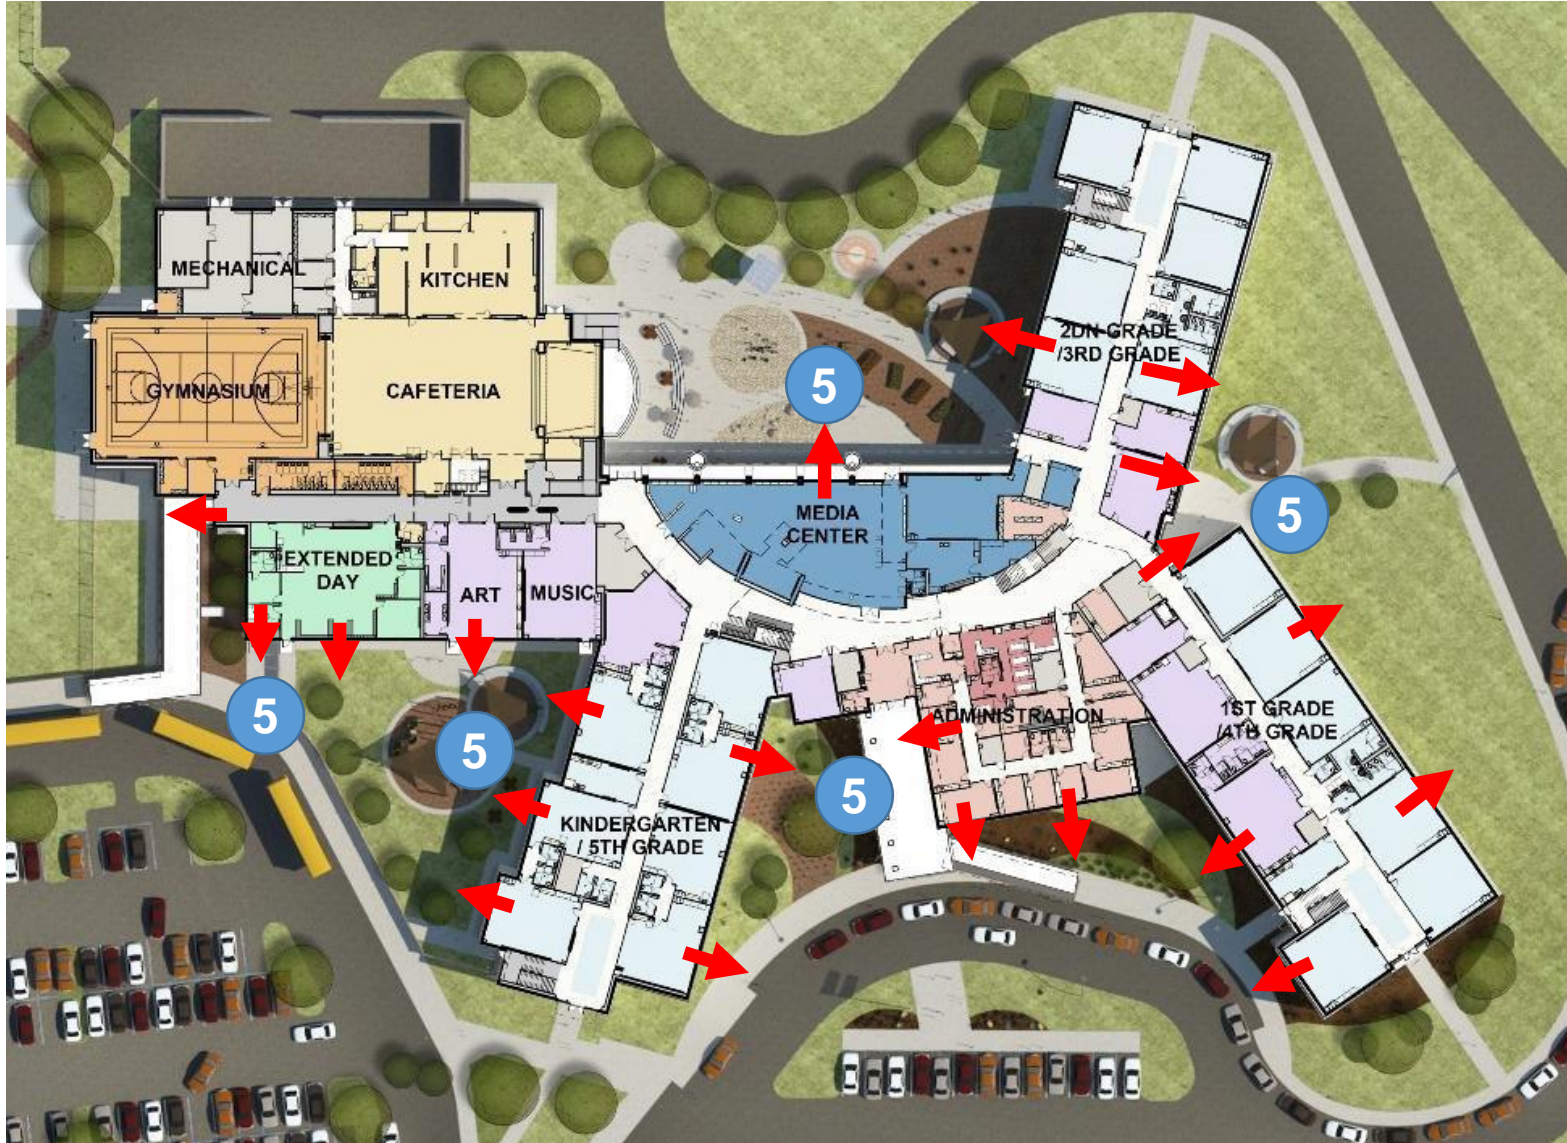 MECHANICAL
KITCHEN
GYMNASIUM
CAFETERIA
2DN GRADE
/3RD GRADE
5
MEDIA
CENTER
5
EXTENDED
DAY
ART
MUSIC
5
5
ADMINISTRATION
1ST GRADE
/4TH GRADE
5
KINDERGARTEN
/ 5TH GRADE